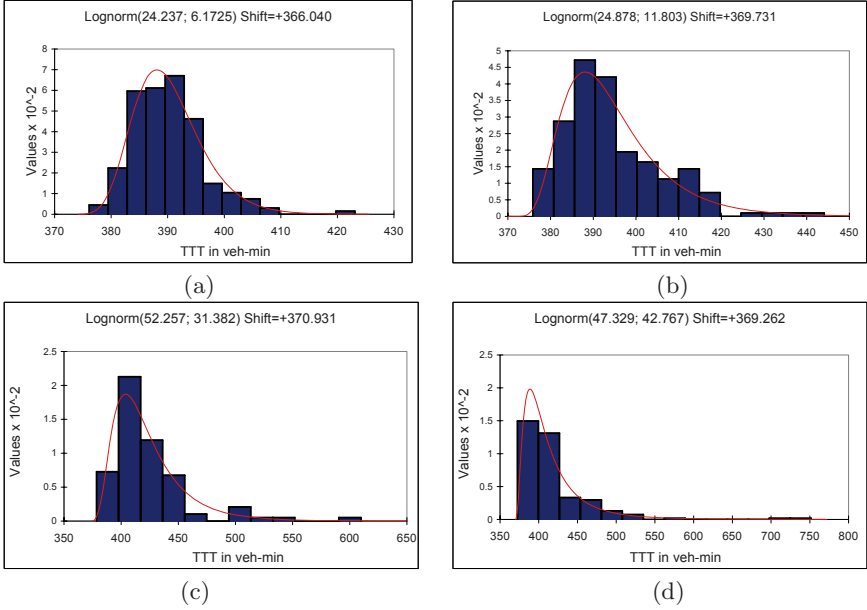 Lognorm(24.237; 6.1725) Shift=+366.040
Values x 10^-2
8
7
6
5
4
3
2
1
0
370 380 390 400 410 420 430
TTT in veh-min
(a)
Lognorm(24.878; 11.803) Shift=+369.731
Values x 10^-2
5
4.5
4
3.5
3
2.5
2
1.5
1
0.5
0
370 380 390 400 410 420 430 440 450
TTT in veh-min
(b)
Lognorm(52.257; 31.382) Shift=+370.931
Values x 10^-2
2.5
2
1.5
1
0.5
0
350 400 450 500 550 600 650
TTT in veh-min
(c)
Lognorm(47.329; 42.767) Shift=+369.262
Values x 10^-2
2.5
2
1.5
1
0.5
0
350 400 450 500 550 600 650 700 750 800
TTT in veh-min
(d)